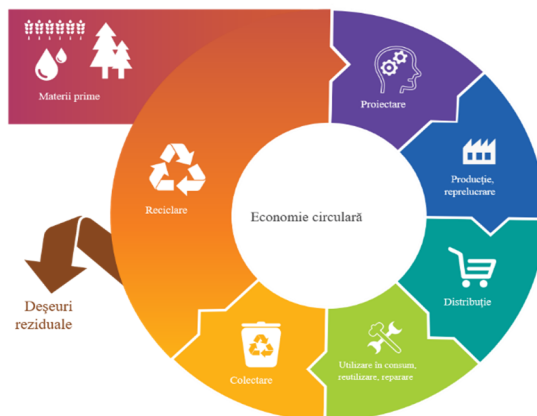 Materii prime
Proiectare
Producție,
reprelucrare
Distribuție
Utilizare în consum,
reutilizare, reparare
Colectare
Reciclare
Deșeuri
reziduale
Economie circulară